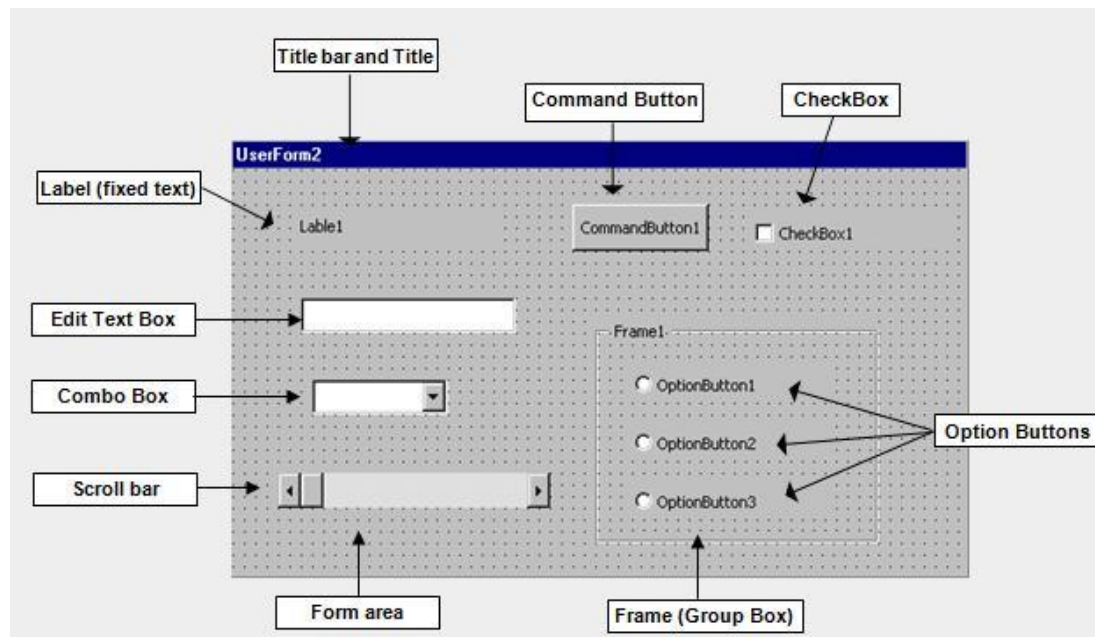 Title bar and Title
Command Button
CheckBox
UserForm2
Label (fixed text)
Lable1
CommandButton1
CheckBox1
Edit Text Box
Frame1
Combo Box
OptionButton1
OptionButton2
Option Buttons
Scroll bar
OptionButton3
Form area
Frame (Group Box)